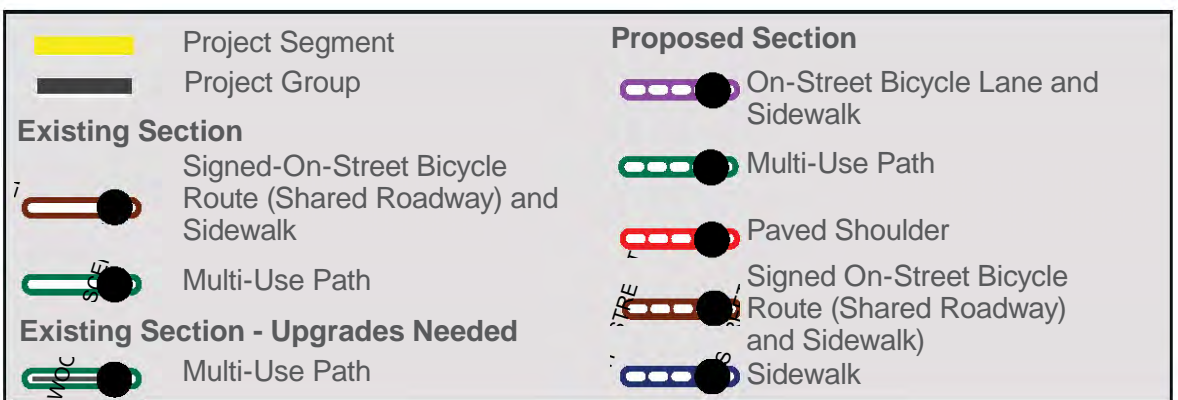 Project Segment
Project Group
Existing Section
Signed-On-Street Bicycle
Route (Shared Roadway) and
Sidewalk
Multi-Use Path
Existing Section - Upgrades Needed
Multi-Use Path
Proposed Section
On-Street Bicycle Lane and
Sidewalk
Multi-Use Path
Paved Shoulder
Signed On-Street Bicycle
Route (Shared Roadway)
and Sidewalk)
Sidewalk